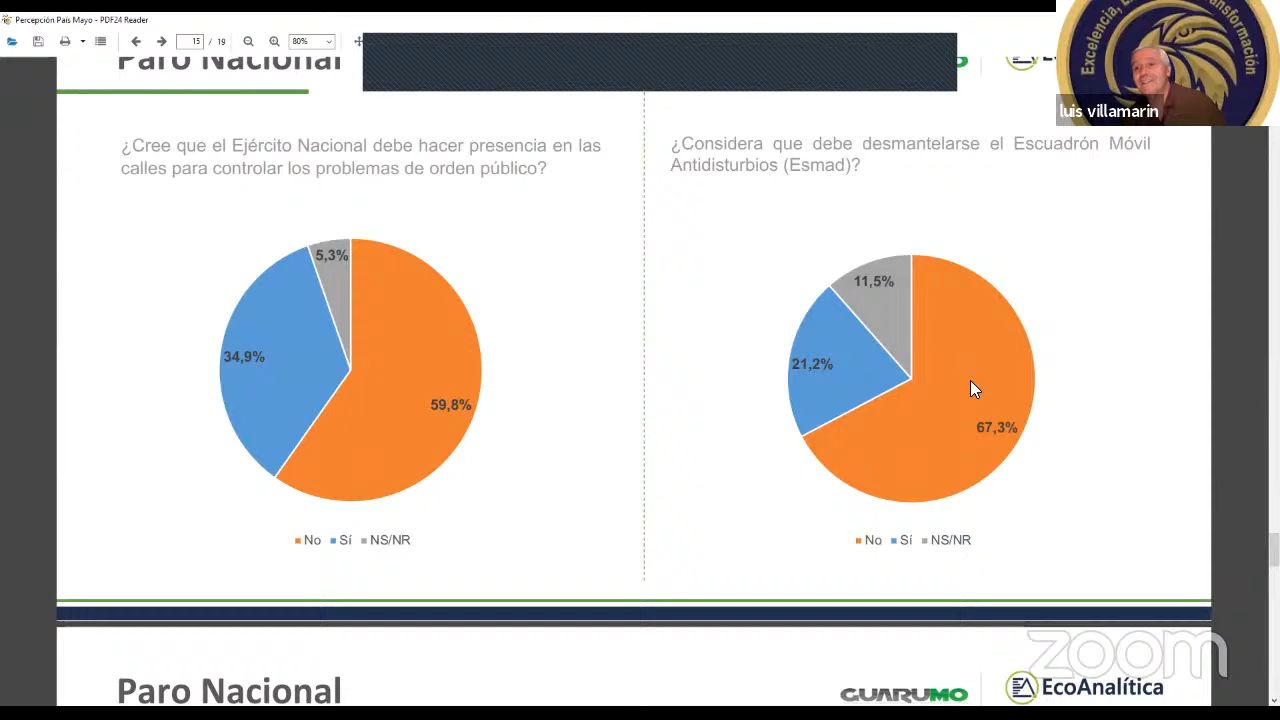 Percepción País Mayo - PDF24 Reader
15 / 19
80%
Paro Nacional
luis villamarin
¿Cree que el Ejército Nacional debe hacer presencia en las
calles para controlar los problemas de orden público?
¿Considera que debe desmantelarse el Escuadrón Móvil
Antidisturbios (Esmad)?
5,3%
34,9%
59,8%
No Sí NS/NR
11,5%
21,2%
67,3%
No Sí NS/NR
zoom
Paro Nacional
GUARUMO
EcoAnalítica